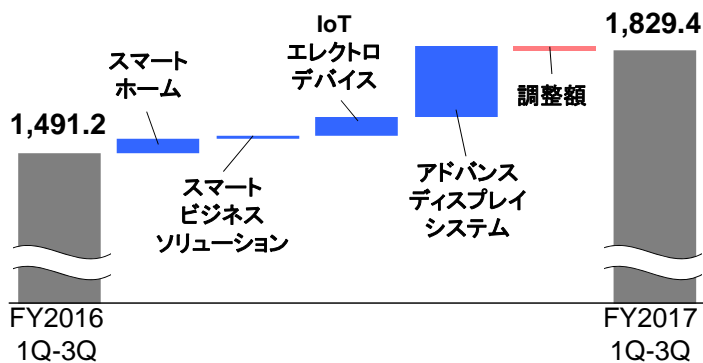 1,491.2
スマート
ホーム
スマート
ビジネス
ソリューション
IoT
エレクトロ
デバイス
アドバンス
ディスプレイ
システム
調整額
1,829.4
FY2016
1Q-3Q
FY2017
1Q-3Q